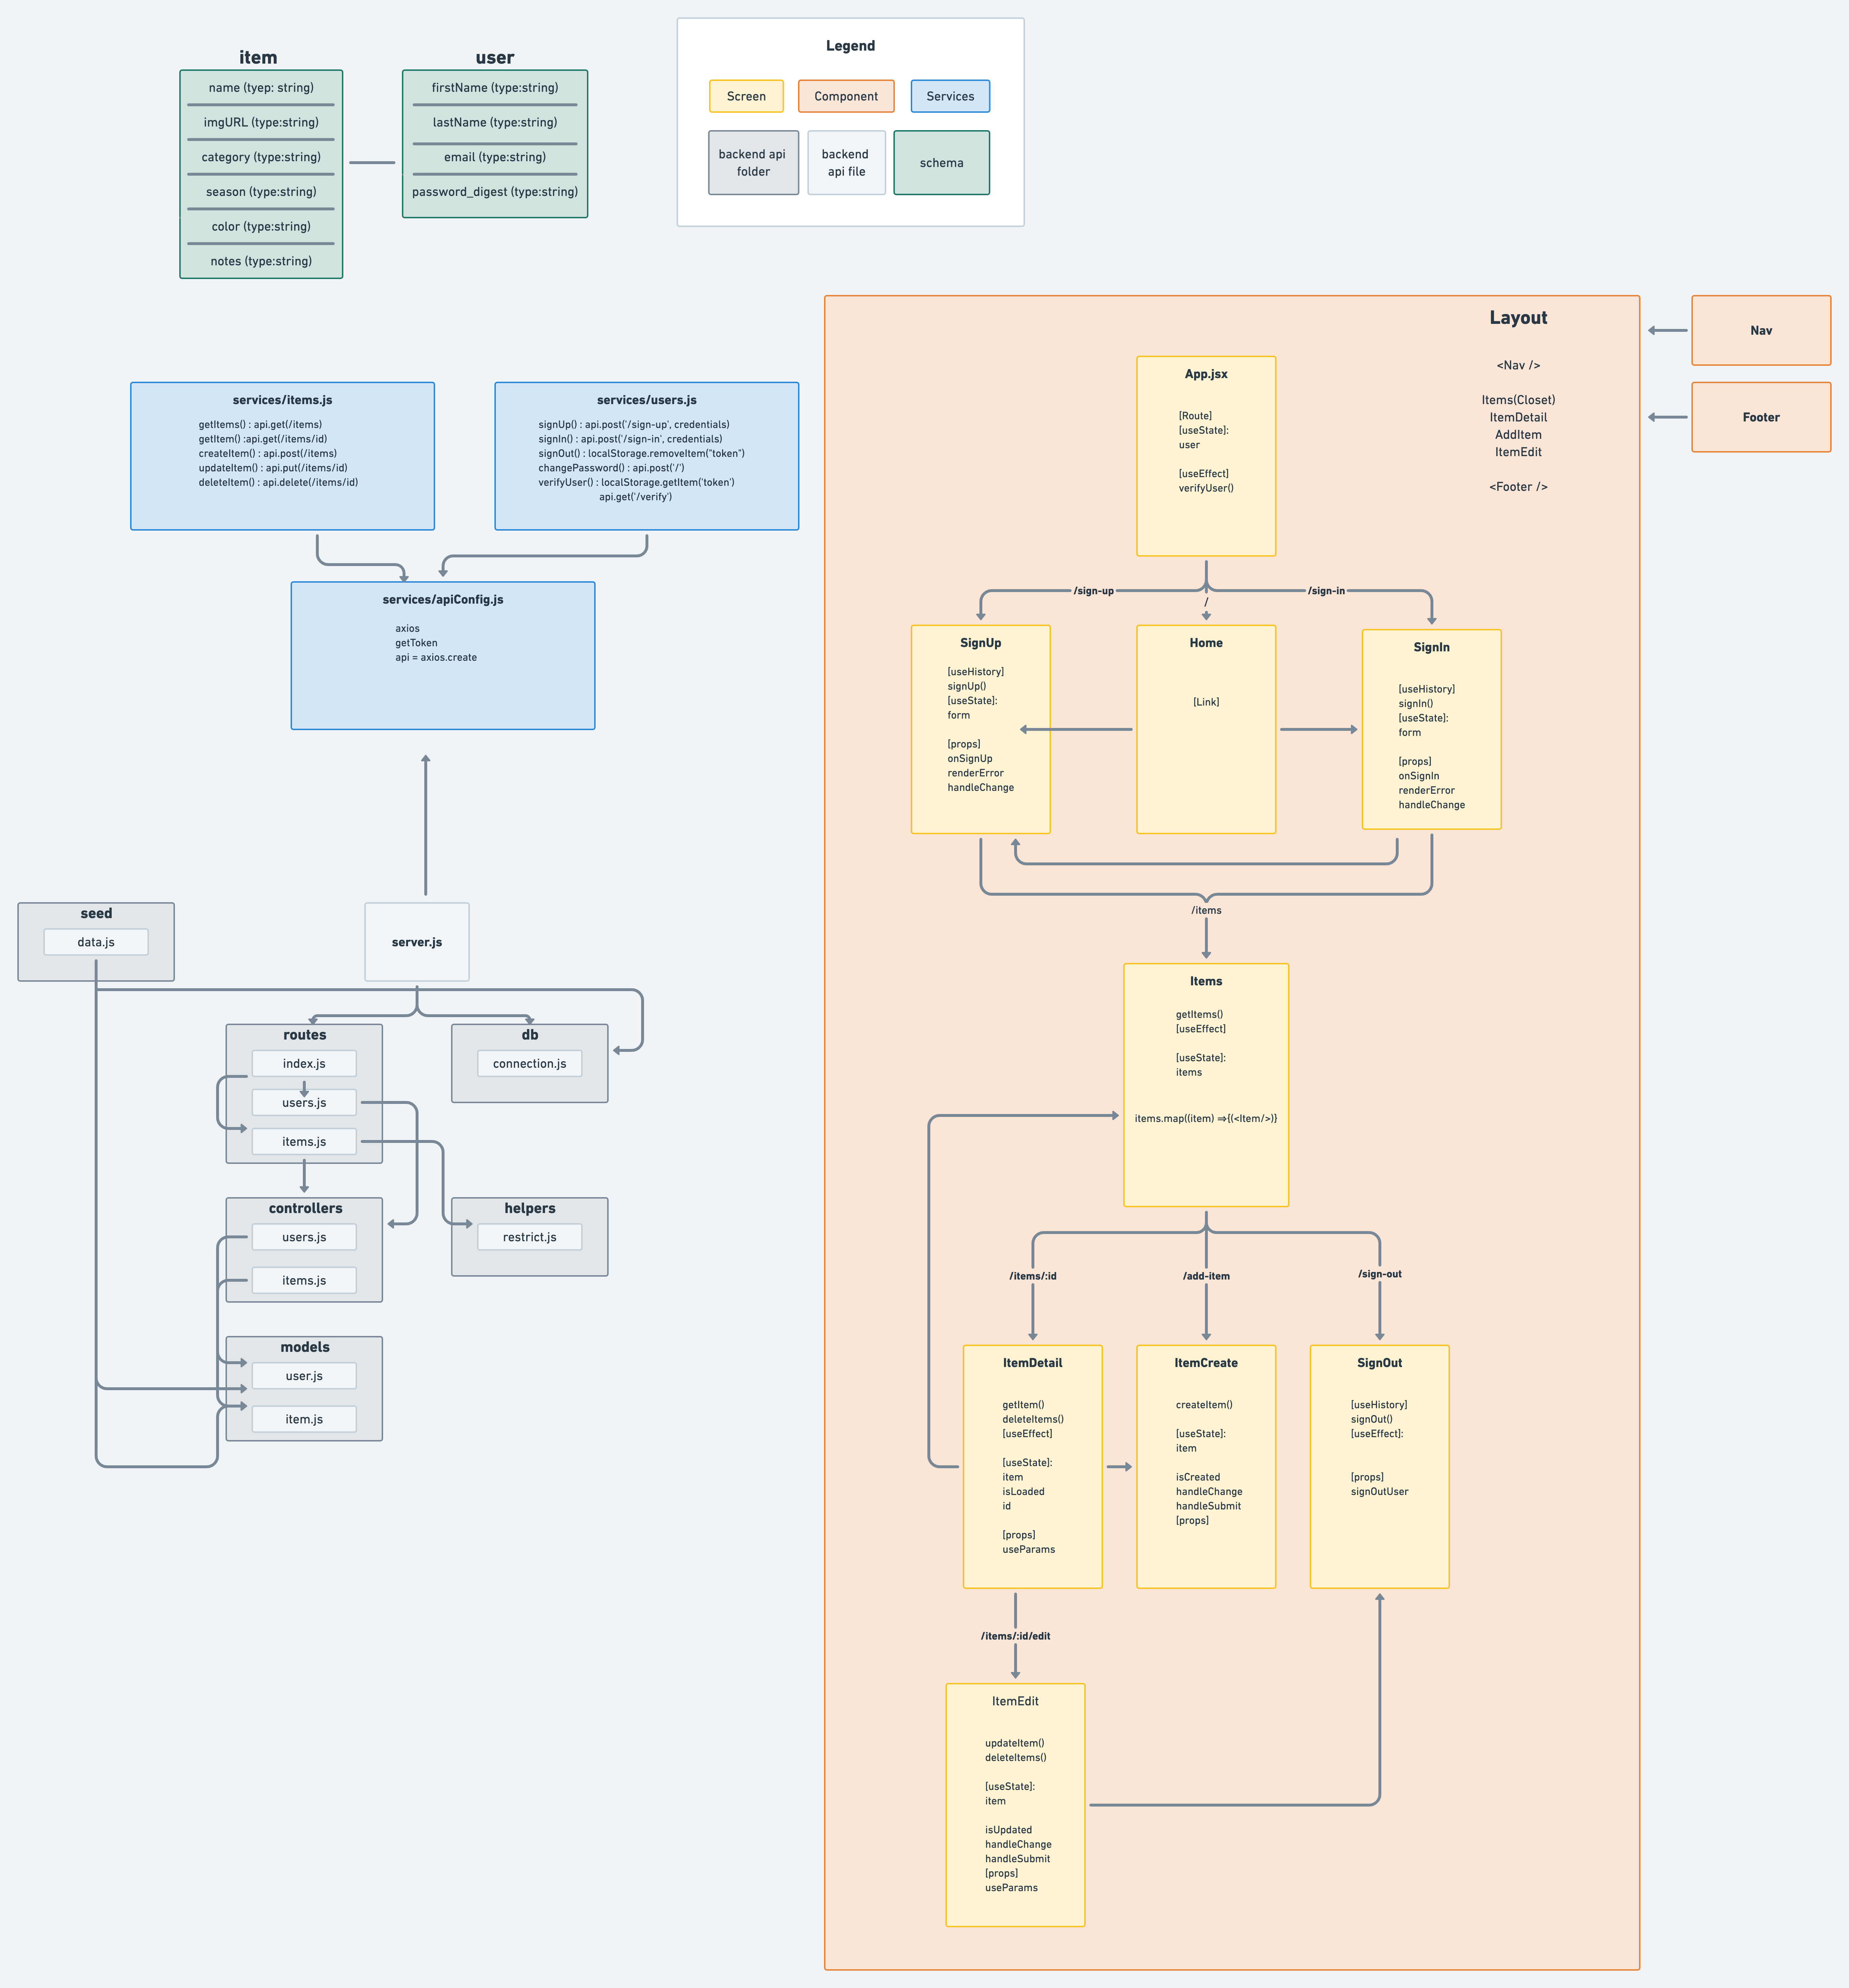 item
name (tyep: string)
imgURL (type:string)
category (type:string)
season (type:string)
color (type:string)
notes (type:string)
user
firstName (type:string)
lastName (type:string)
email (type:string)
password_digest (type:string)
Legend
Screen
Component
Services
backend api
folder
backend
api file
schema
services/items.js
getItems() : api.get(/items)
getItem() :api.get(/items/id)
createItem() : api.post(/items)
updateItem() : api.put(/items/id)
deleteItem() : api.delete(/items/id)
services/users.js
signUp() : api.post('/sign-up', credentials)
signIn() : api.post('/sign-in', credentials)
signOut() : localStorage.removeItem("token")
changePassword() : api.post('/')
verifyUser() : localStorage.getItem('token')
api.get('/verify')
services/apiConfig.js
axios
getToken
api = axios.create
seed
data.js
server.js
routes
index.js
users.js
items.js
db
connection.js
controllers
users.js
items.js
helpers
restrict.js
models
user.js
item.js
Layout
<Nav />
Items(Closet)
ItemDetail
AddItem
ItemEdit
<Footer />
Nav
Footer
App.jsx
[Route]
[useState]:
user
[useEffect]
verifyUser()
/sign-up
/
/sign-in
SignUp
[useHistory]
signUp()
[useState]:
form
[props]
onSignUp
renderError
handleChange
Home
[Link]
SignIn
[useHistory]
signIn()
[useState]:
form
[props]
onSignIn
renderError
handleChange
/items
Items
getItems()
[useEffect]
[useState]:
items
items.map((item) =>{(<Item/>)}
/items/:id
/add-item
/sign-out
ItemDetail
getItem()
deleteItems()
[useEffect]
[useState]:
item
isLoaded
id
[props]
useParams
ItemCreate
createItem()
[useState]:
item
isCreated
handleChange
handleSubmit
[props]
SignOut
[useHistory]
signOut()
[useEffect]:
[props]
signOutUser
/items/:id/edit
ItemEdit
updateItem()
deleteItems()
[useState]:
item
isUpdated
handleChange
handleSubmit
[props]
useParams